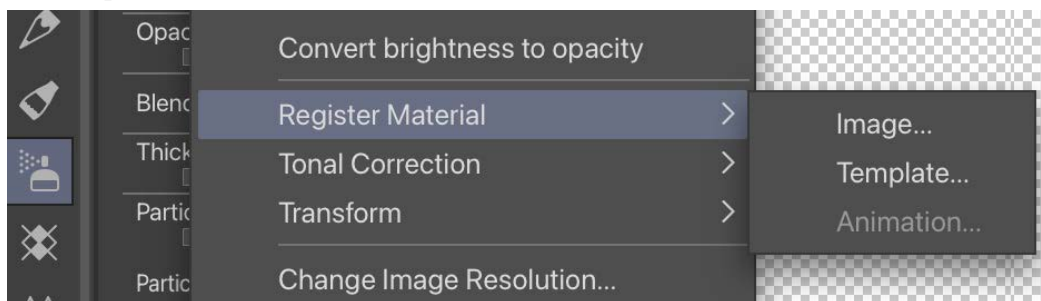 Opac
Convert brightness to opacity
Blend
Register Material
Image...
Thick
Tonal Correction
Template...
Partic
Transform
Animation...
Partic
Change Image Resolution...